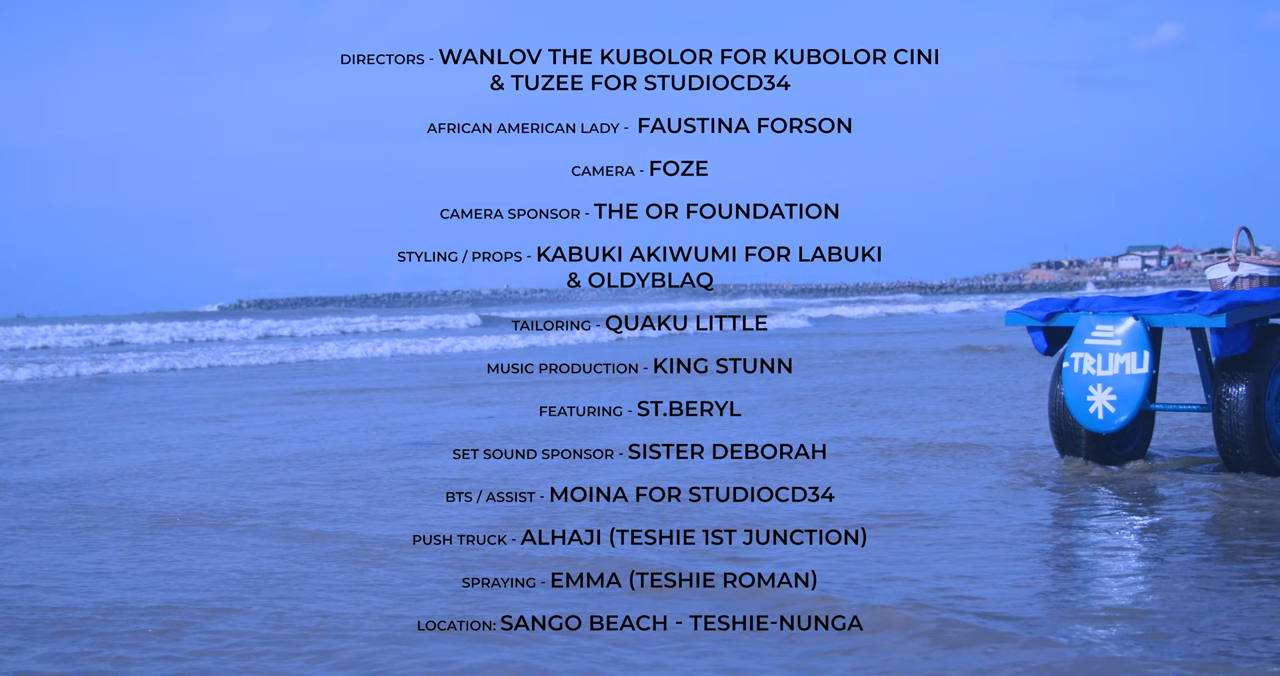 DIRECTORS - WANLOV THE KUBOLOR FOR KUBOLOR CINI
& TUZEE FOR STUDIOCD34
AFRICAN AMERICAN LADY - FAUSTINA FORSON
CAMERA - FOZE
CAMERA SPONSOR - THE OR FOUNDATION
STYLING / PROPS - KABUKI AKIWUMI FOR LABUKI
& OLDYBLAQ
TAILORING - QUAKU LITTLE
MUSIC PRODUCTION - KING STUNN
FEATURING - ST.BERYL
SET SOUND SPONSOR - SISTER DEBORAH
BTS / ASSIST - MOINA FOR STUDIOCD34
PUSH TRUCK - ALHAJI (TESHIE 1ST JUNCTION)
SPRAYING - EMMA (TESHIE ROMAN)
LOCATION: SANGO BEACH - TESHIE-NUNGA
TRUMU